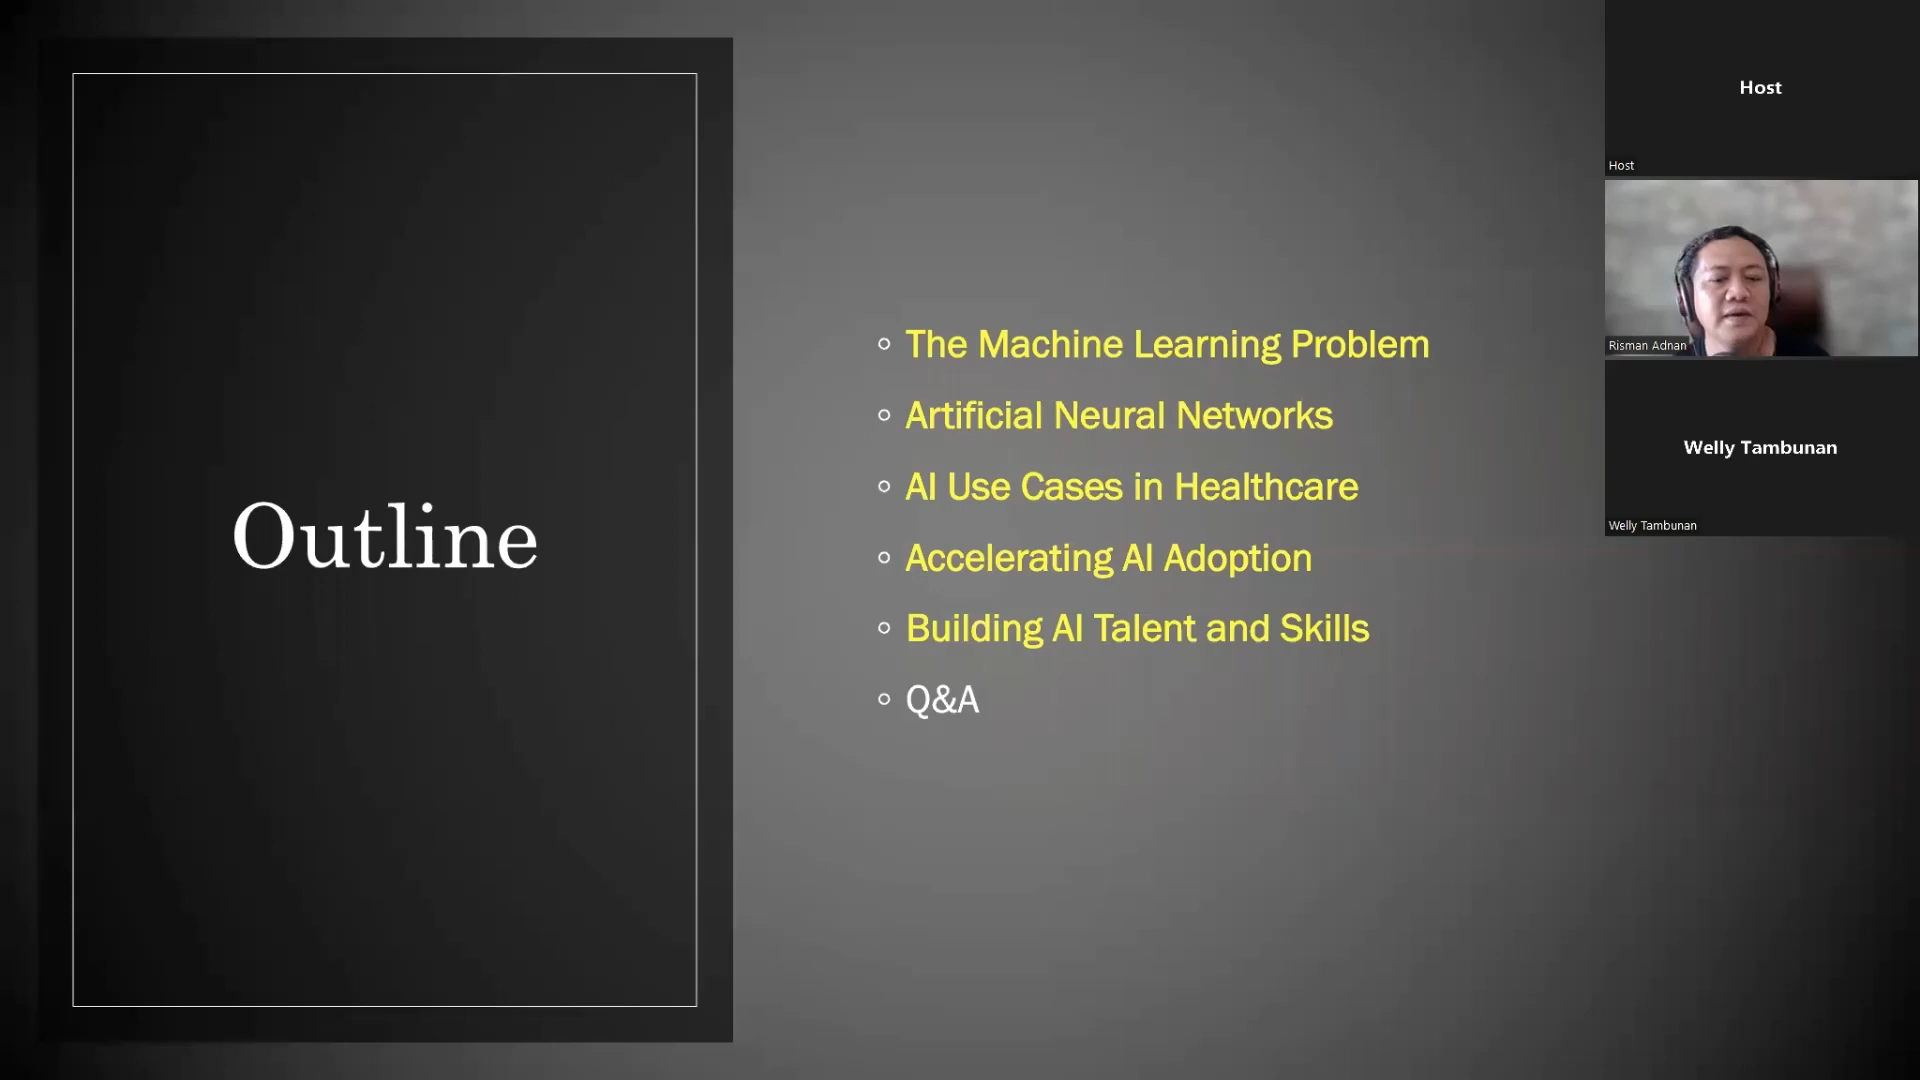 Outline
The Machine Learning Problem
Artificial Neural Networks
AI Use Cases in Healthcare
Accelerating AI Adoption
Building AI Talent and Skills
Q&A
Host
Host
Risman Adnan
Welly Tambunan
Welly Tambunan